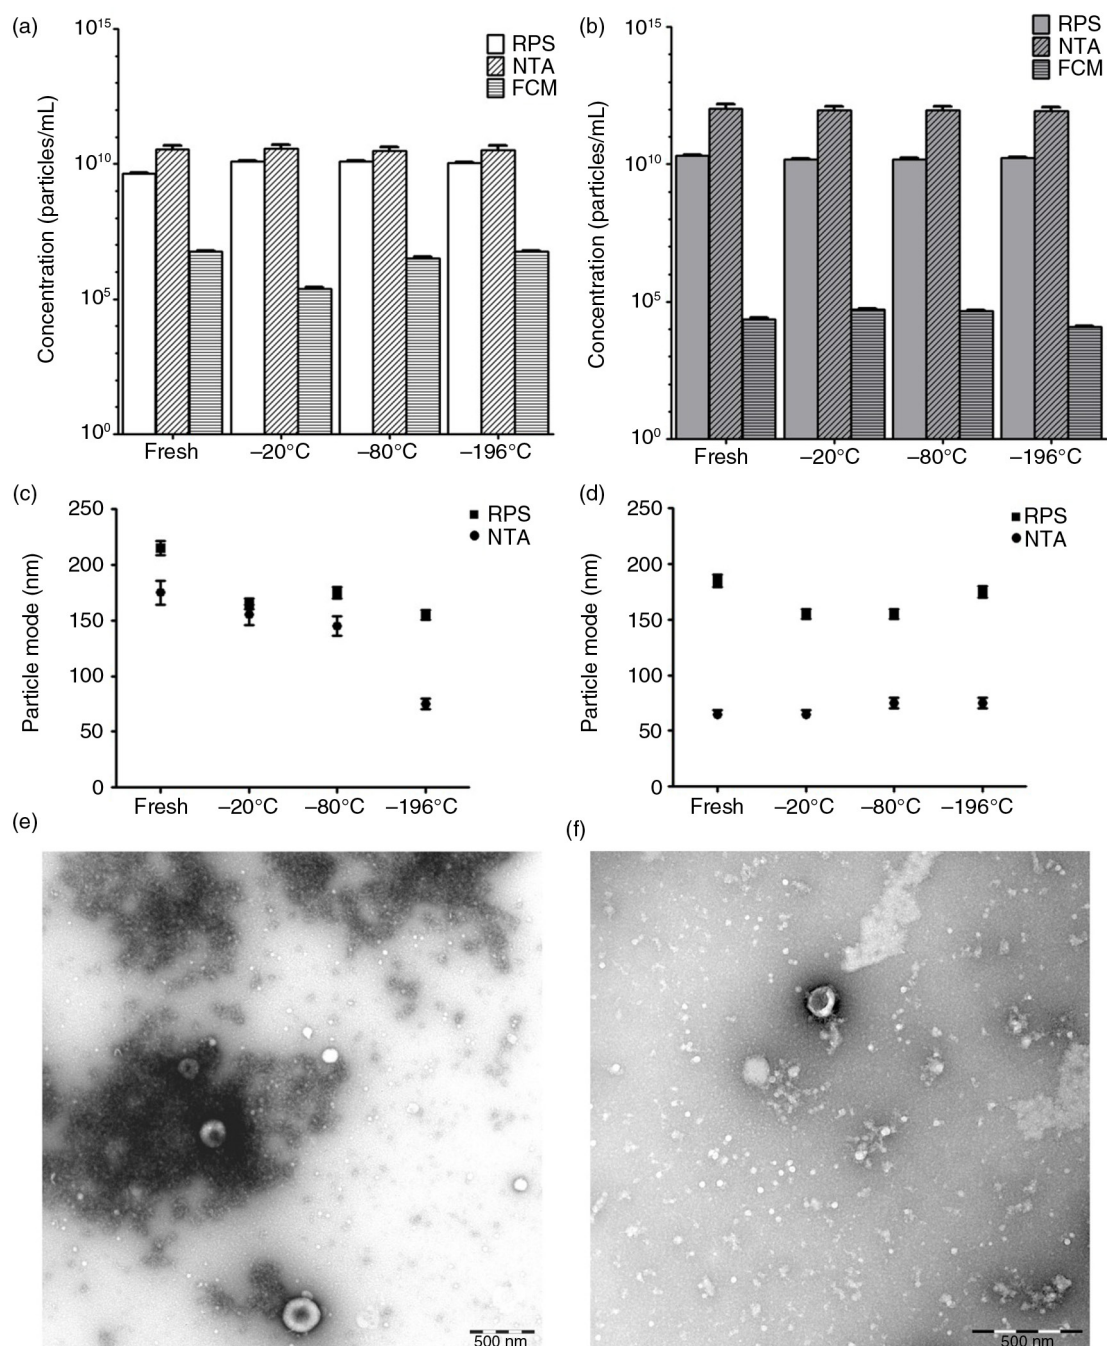 (a)
10^15
10^10
10^5
10^0
Concentration (particles/mL)
RPS
NTA
FCM
Fresh –20°C –80°C –196°C
(b)
10^15
10^10
10^5
10^0
Concentration (particles/mL)
RPS
NTA
FCM
Fresh –20°C –80°C –196°C
(c)
250
200
150
100
50
0
Particle mode (nm)
RPS
NTA
Fresh –20°C –80°C –196°C
(d)
250
200
150
100
50
0
Particle mode (nm)
RPS
NTA
Fresh –20°C –80°C –196°C
(e)
500 nm
(f)
500 nm